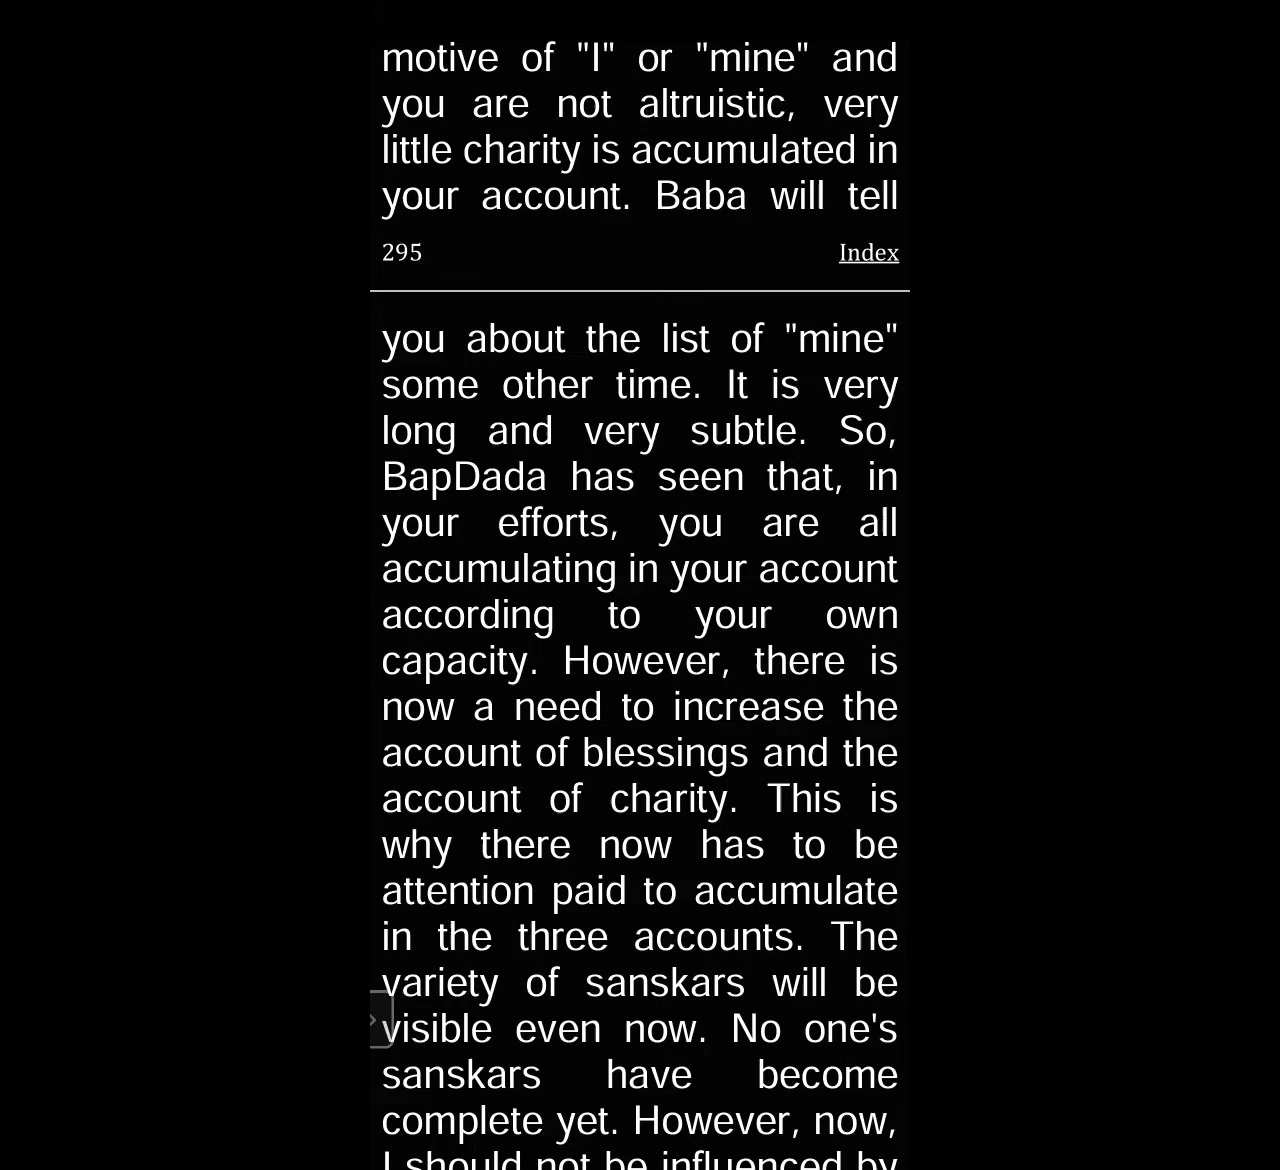 motive of "I" or "mine" and
you are not altruistic, very
little charity is accumulated in
your account. Baba will tell
295 Index
you about the list of "mine"
some other time. It is very
long and very subtle. So,
BapDada has seen that, in
your efforts, you are all
accumulating in your account
according to your own
capacity. However, there is
now a need to increase the
account of blessings and the
account of charity. This is
why there now has to be
attention paid to accumulate
in the three accounts. The
variety of sanskars will be
visible even now. No one's
sanskars have become
complete yet. However, now,
I should not be influenced by